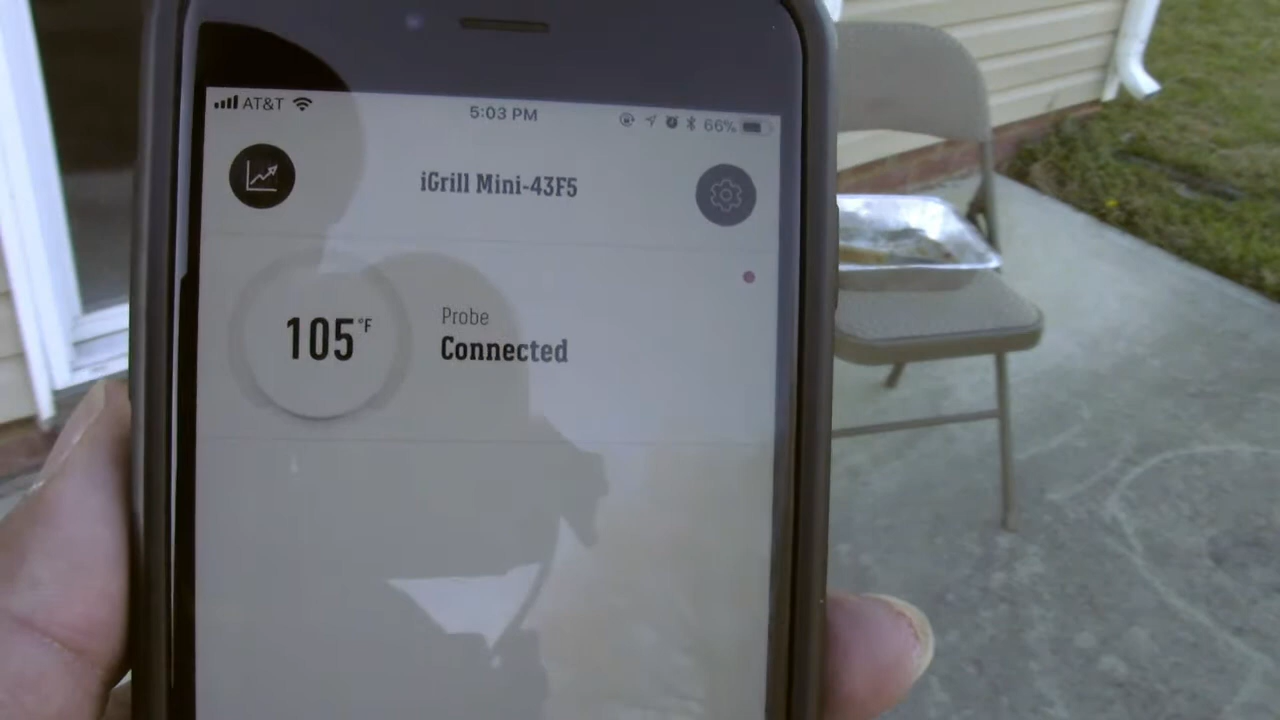 AT&T
5:03 PM
66%
iGrill Mini-43F5
105°F
Probe
Connected